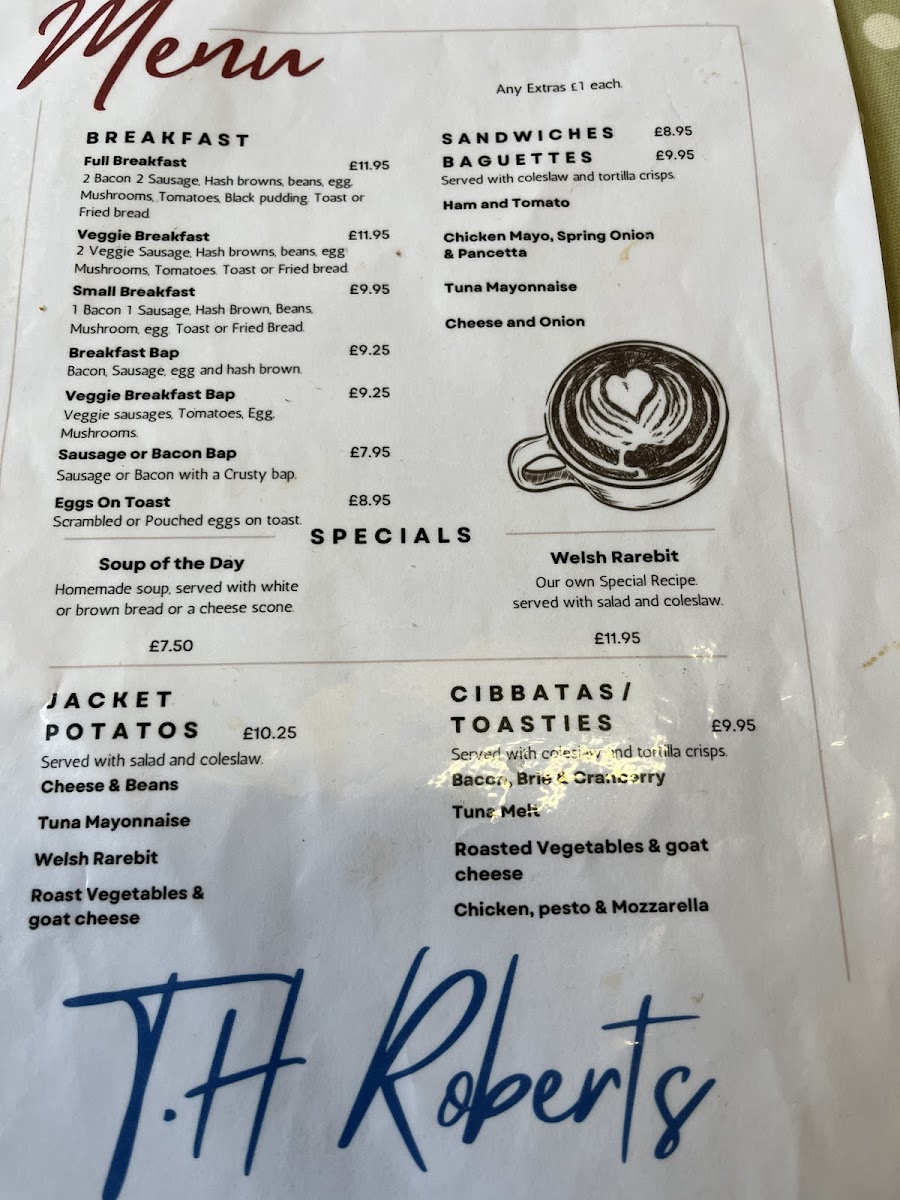 Menu
Any Extras £1 each.
BREAKFAST
Full Breakfast £11.95
2 Bacon 2 Sausage, Hash browns, beans, egg,
Mushrooms, Tomatoes, Black pudding. Toast or
Fried bread.
Veggie Breakfast £11.95
2 Veggie Sausage, Hash browns, beans, egg
Mushrooms, Tomatoes. Toast or Fried bread.
Small Breakfast £9.95
1 Bacon 1 Sausage, Hash Brown, Beans,
Mushroom, egg. Toast or Fried Bread.
Breakfast Bap £9.25
Bacon, Sausage, egg and hash brown.
Veggie Breakfast Bap £9.25
Veggie sausages, Tomatoes, Egg,
Mushrooms.
Sausage or Bacon Bap £7.95
Sausage or Bacon with a Crusty bap.
Eggs On Toast £8.95
Scrambled or Pouched eggs on toast.
SANDWICHES £8.95
BAGUETTES £9.95
Served with coleslaw and tortilla crisps.
Ham and Tomato
Chicken Mayo, Spring Onion
& Pancetta
Tuna Mayonnaise
Cheese and Onion
SPECIALS
Soup of the Day
Homemade soup, served with white
or brown bread or a cheese scone.
£7.50
Welsh Rarebit
Our own Special Recipe.
served with salad and coleslaw.
£11.95
JACKET
POTATOS £10.25
Served with salad and coleslaw.
Cheese & Beans
Tuna Mayonnaise
Welsh Rarebit
Roast Vegetables &
goat cheese
CIBBATAS/
TOASTIES £9.95
Served with coleslaw and tortilla crisps.
Bacon, Brie & Cranberry
Tuna Melt
Roasted Vegetables & goat
cheese
Chicken, pesto & Mozzarella
T.H Roberts